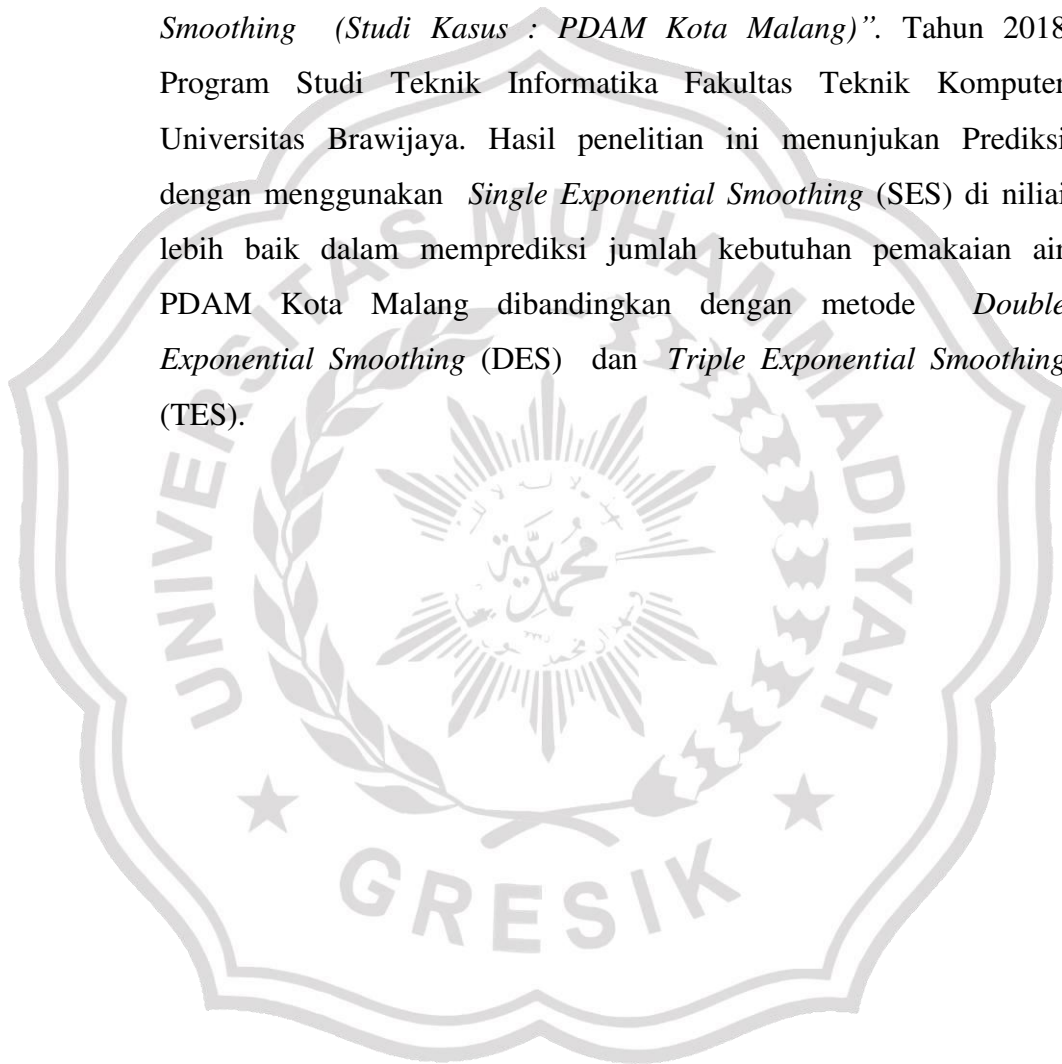 Smoothing (Studi Kasus : PDAM Kota Malang)”. Tahun 2018
Program Studi Teknik Informatika Fakultas Teknik Komputer
Universitas Brawijaya. Hasil penelitian ini menunjukan Prediksi
dengan menggunakan Single Exponential Smoothing (SES) di niliai
lebih baik dalam memprediksi jumlah kebutuhan pemakaian air
PDAM Kota Malang dibandingkan dengan metode Double
Exponential Smoothing (DES) dan Triple Exponential Smoothing
(TES).
UNIVERSITAS MUHAMMADIYAH
محمدية
GRESIK